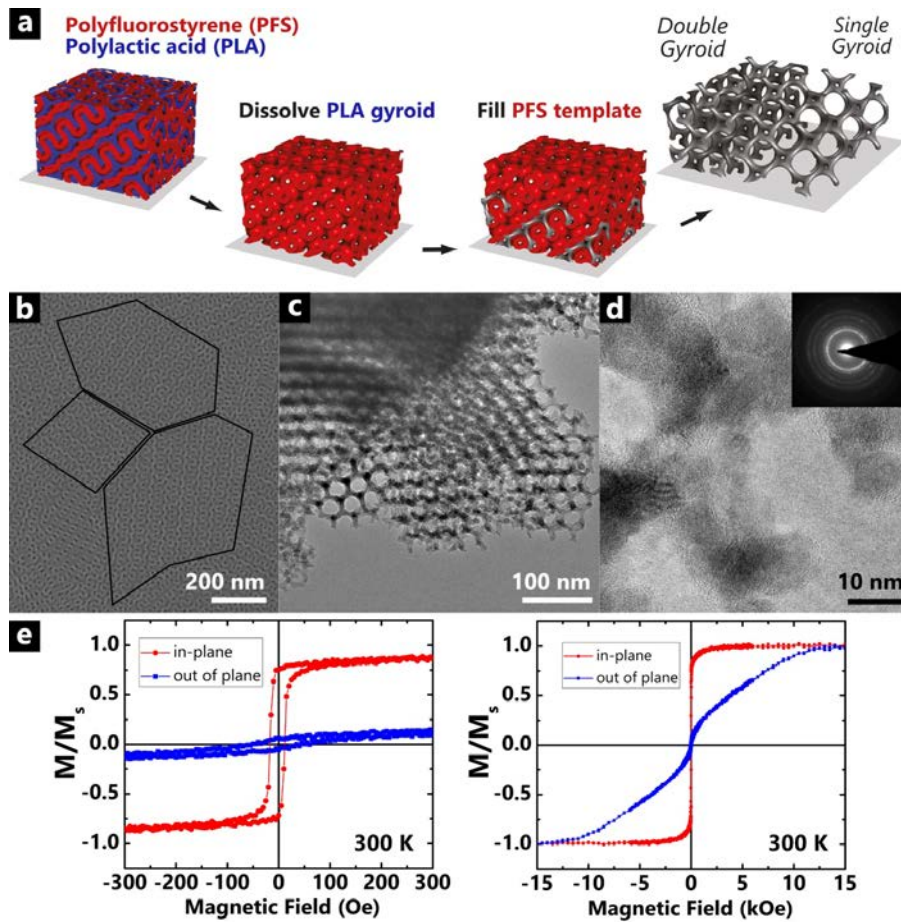 a
Polyfluorostyrene (PFS)
Polylactic acid (PLA)
Dissolve PLA gyroid
Fill PFS template
Double
Gyroid
Single
Gyroid
b
200 nm
c
100 nm
d
10 nm
e
M/Ms
1.0
0.5
0.0
-0.5
-1.0
in-plane
out of plane
300 K
-300 -200 -100 0 100 200 300
Magnetic Field (Oe)
M/Ms
1.0
0.5
0.0
-0.5
-1.0
in-plane
out of plane
300 K
-15 -10 -5 0 5 10 15
Magnetic Field (kOe)